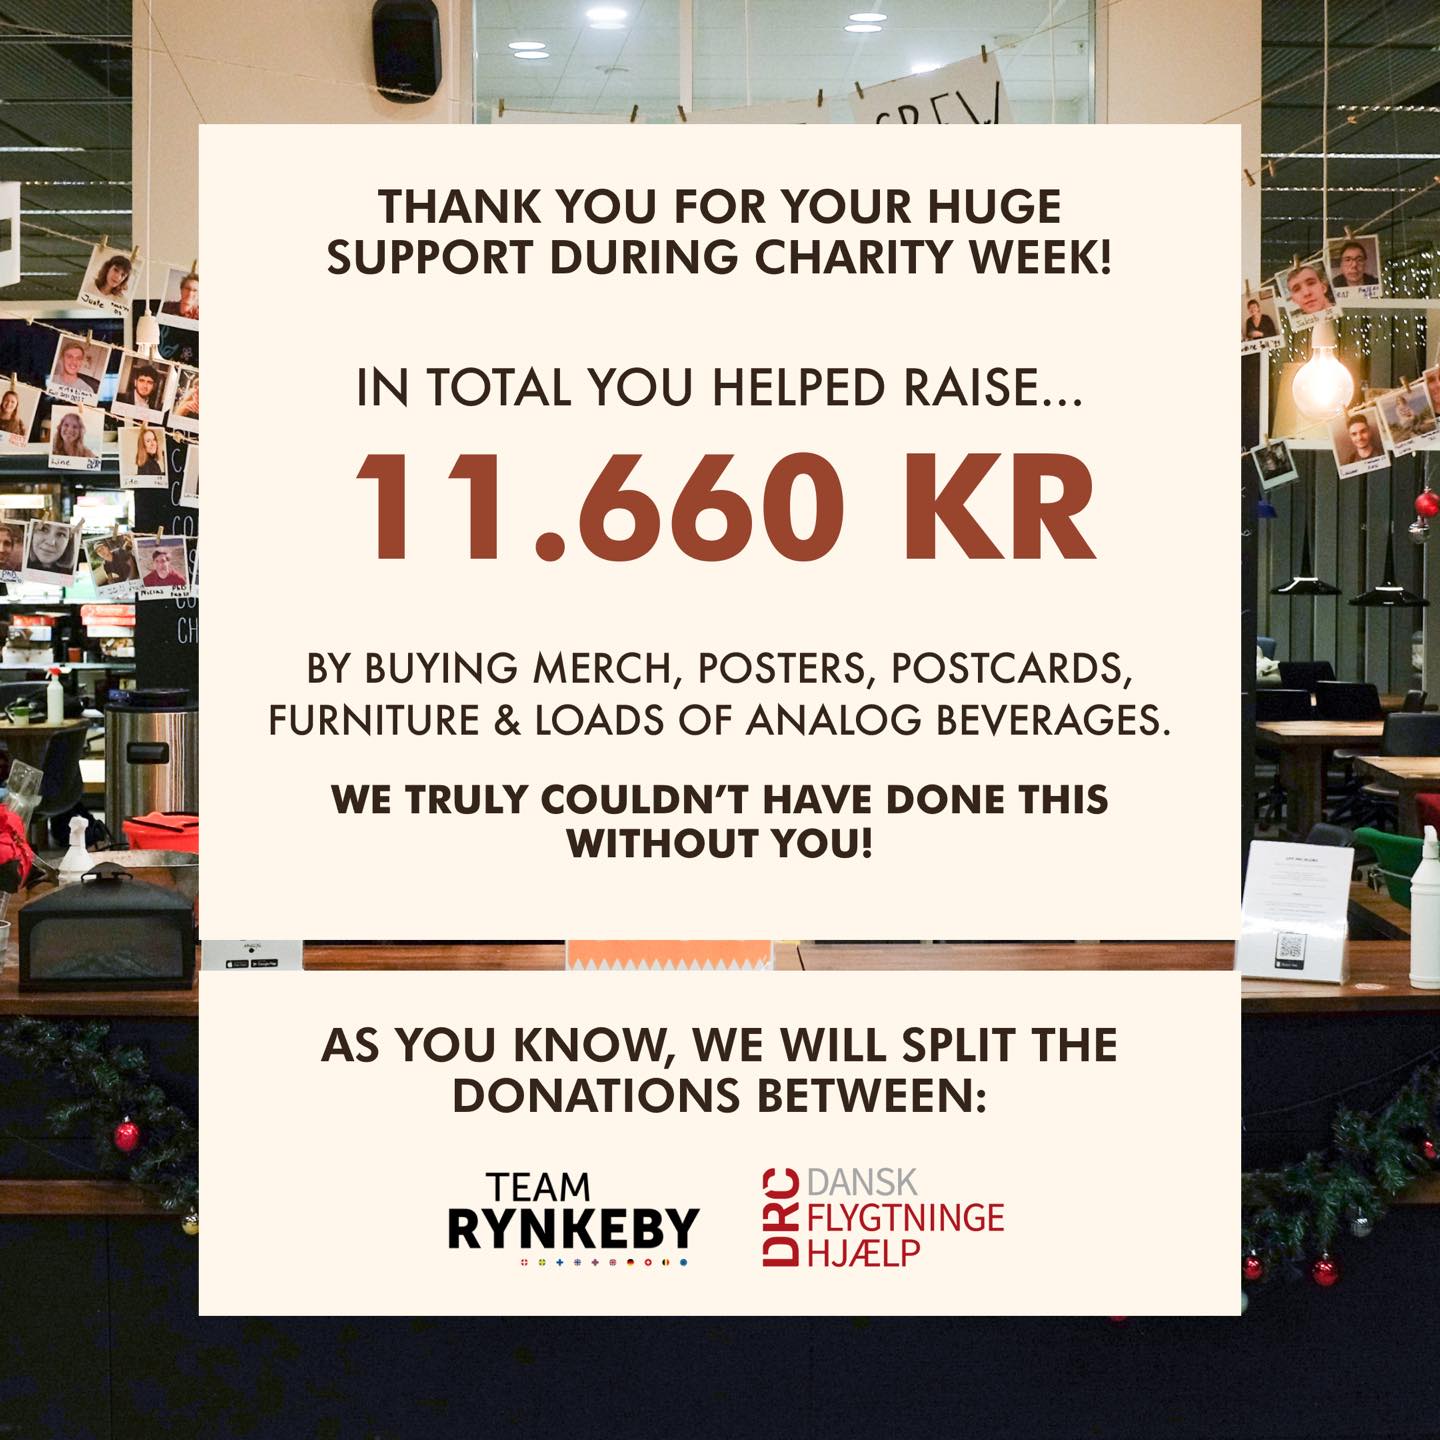 CREW
THANK YOU FOR YOUR HUGE
SUPPORT DURING CHARITY WEEK!
IN TOTAL YOU HELPED RAISE...
11.660 KR
BY BUYING MERCH, POSTERS, POSTCARDS,
FURNITURE & LOADS OF ANALOG BEVERAGES.
WE TRULY COULDN'T HAVE DONE THIS
WITHOUT YOU!
AS YOU KNOW, WE WILL SPLIT THE
DONATIONS BETWEEN:
TEAM
RYNKEBY
DRC DANSK
FLYGTNINGE
HJÆLP